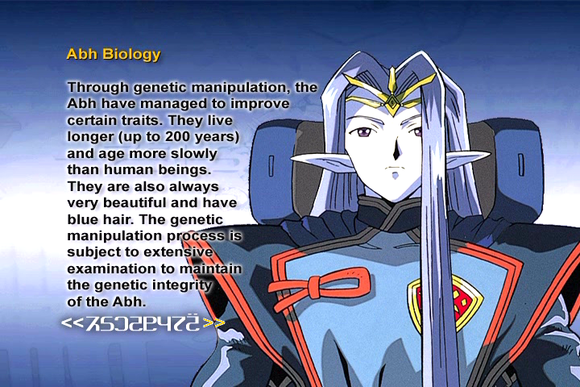 Abh Biology
Through genetic manipulation, the
Abh have managed to improve
certain traits. They live
longer (up to 200 years)
and age more slowly
than human beings.
They are also always
very beautiful and have
blue hair. The genetic
manipulation process is
subject to extensive
examination to maintain
the genetic integrity
of the Abh.